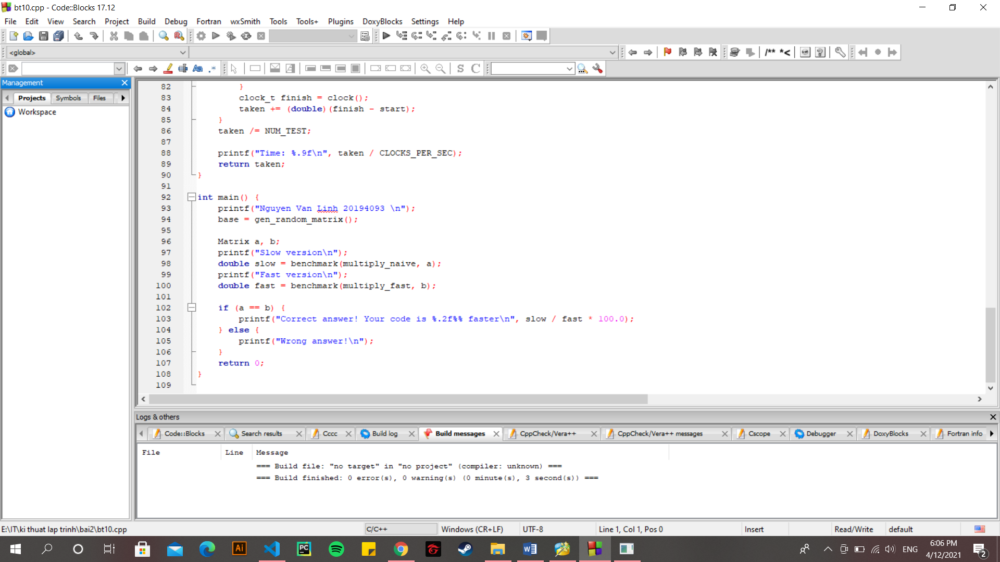 bt10.cpp - Code::Blocks 17.12
File Edit View Search Project Build Debug Fortran wxSmith Tools Tools+ Plugins DoxyBlocks Settings Help
<global>
/** *<
Aa .*
S C
Management
Projects Symbols Files
Workspace
82 }
83 clock_t finish = clock();
84 taken += (double)(finish - start);
85 }
86 taken /= NUM_TEST;
87
88 printf("Time: %.9f\n", taken / CLOCKS_PER_SEC);
89 return taken;
90 }
91
92 int main() {
93 printf("Nguyen Van Linh 20194093 \n");
94 base = gen_random_matrix();
95
96 Matrix a, b;
97 printf("Slow version\n");
98 double slow = benchmark(multiply_naive, a);
99 printf("Fast version\n");
100 double fast = benchmark(multiply_fast, b);
101
102 if (a == b) {
103 printf("Correct answer! Your code is %.2f%% faster\n", slow / fast * 100.0);
104 } else {
105 printf("Wrong answer!\n");
106 }
107 return 0;
108 }
109
Logs & others
Code::Blocks Search results Cccc Build log Build messages CppCheck/Vera++ CppCheck/Vera++ messages Cscope Debugger DoxyBlocks Fortran info
File Line Message
=== Build file: "no target" in "no project" (compiler: unknown) ===
=== Build finished: 0 error(s), 0 warning(s) (0 minute(s), 3 second(s)) ===
E:\IT\ki thuat lap trinh\bai2\bt10.cpp C/C++ Windows (CR+LF) UTF-8 Line 1, Col 1, Pos 0 Insert Read/Write default
Ai PC ENG 6:06 PM
4/12/2021 2